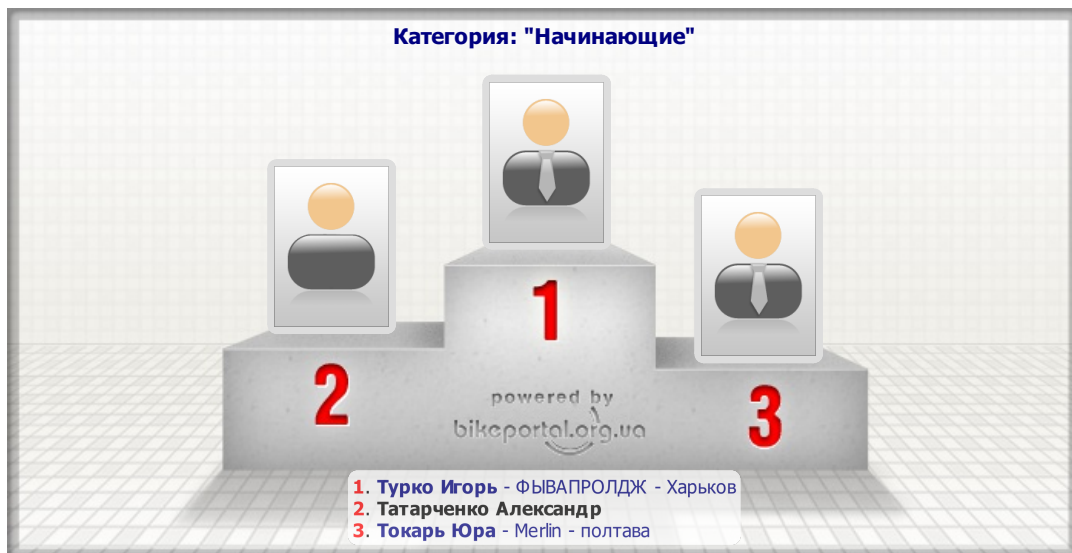 Категория: "Начинающие"
1
2
3
powered by
bikeportal.org.ua
1. Турко Игорь - ФЫВАПРОЛДЖ - Харьков
2. Татарченко Александр
3. Токарь Юра - Merlin - полтава